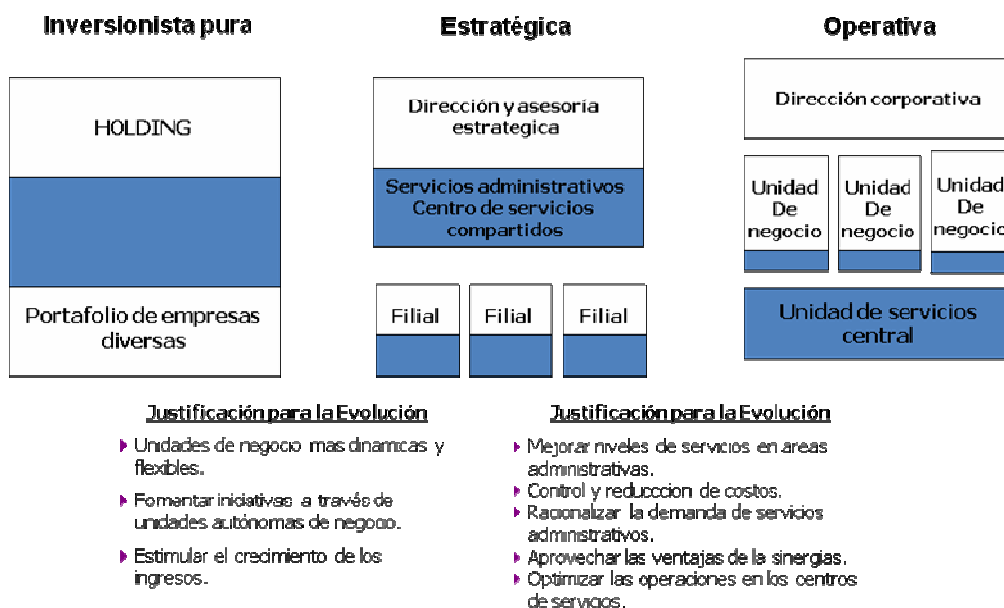 Inversionista pura
HOLDING
Portafolio de empresas
diversas
Estratégica
Dirección y asesoría
estrategica
Servicios administrativos
Centro de servicios
compartidos
Filial
Filial
Filial
Operativa
Dirección corporativa
Unidad
De
negocio
Unidad
De
negocio
Unidad
De
negocio
Unidad de servicios
central
Justificación para la Evolución
Unidades de negocio mas dinamicas y
flexibles.
Fomentar iniciativas a través de
unidades autónomas de negocio.
Estimular el crecimiento de los
ingresos.
Justificación para la Evolución
Mejorar niveles de servicios en areas
administrativas.
Control y reducccion de costos.
Racionalizar la demanda de servicios
administrativos.
Aprovechar las ventajas de la sinergias.
Optimizar las operaciones en los centros
de servicios.